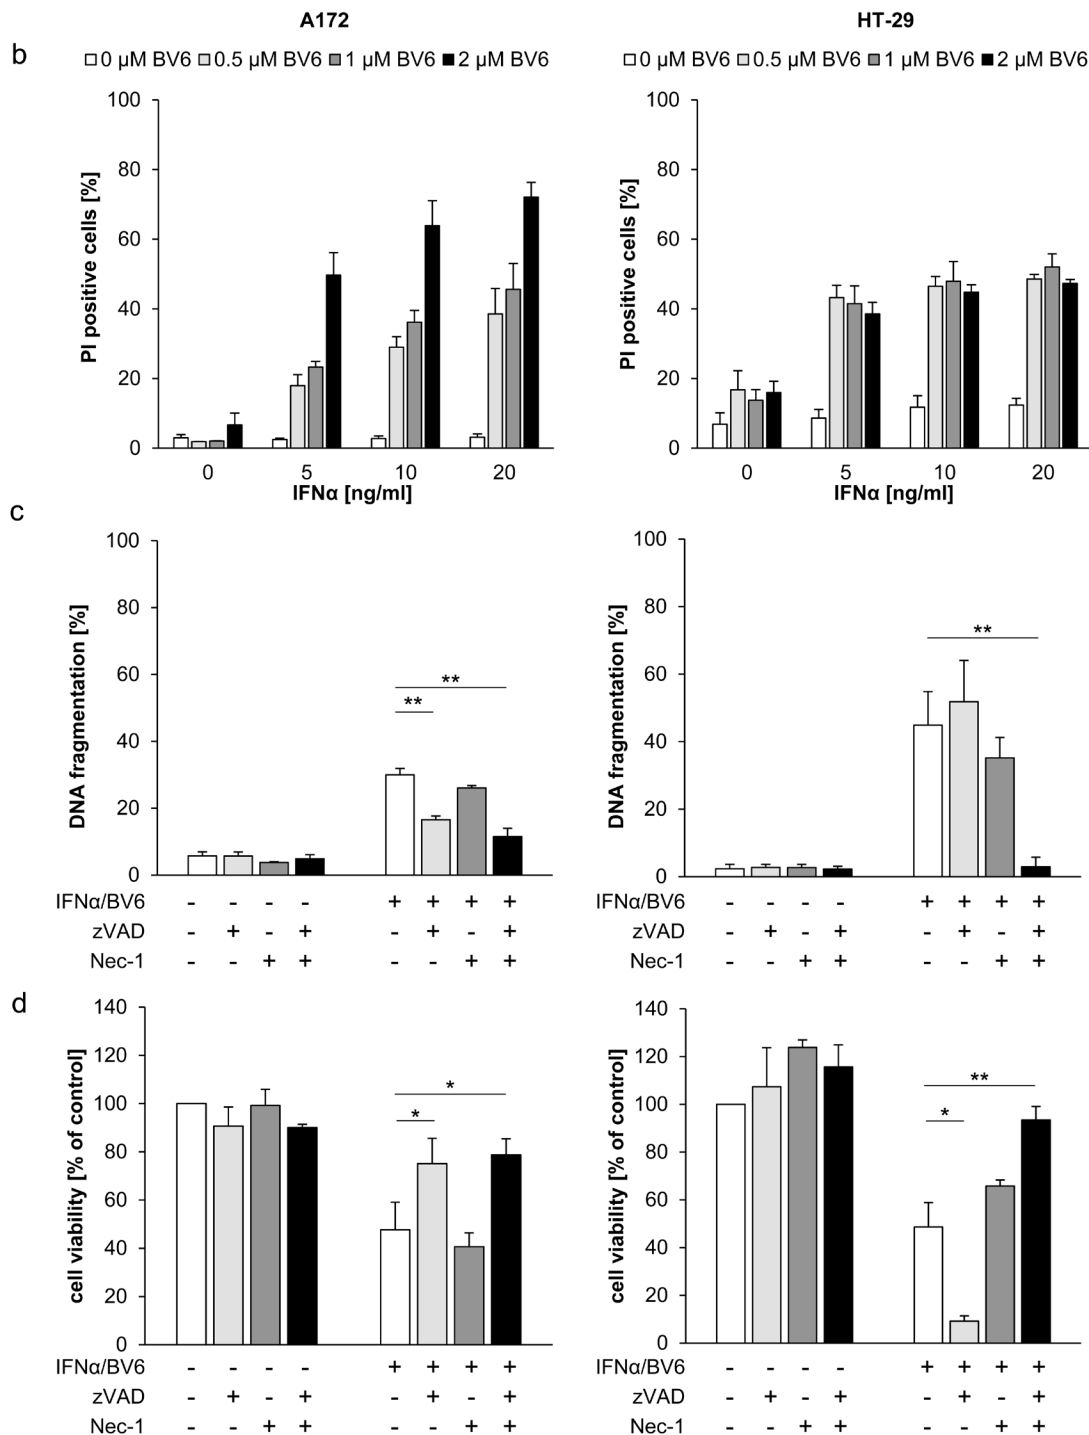 A172
HT-29
b
0 µM BV6 0.5 µM BV6 1 µM BV6 2 µM BV6
0 µM BV6 0.5 µM BV6 1 µM BV6 2 µM BV6
PI positive cells [%]
100
80
60
40
20
0
0 5 10 20
IFNα [ng/ml]
PI positive cells [%]
100
80
60
40
20
0
0 5 10 20
IFNα [ng/ml]
c
DNA fragmentation [%]
100
80
60
40
20
0
**
**
IFNα/BV6 - - - - + + + +
zVAD - + - + - + - +
Nec-1 - - + + - - + +
DNA fragmentation [%]
100
80
60
40
20
0
**
IFNα/BV6 - - - - + + + +
zVAD - + - + - + - +
Nec-1 - - + + - - + +
d
cell viability [% of control]
140
120
100
80
60
40
20
0
*
*
IFNα/BV6 - - - - + + + +
zVAD - + - + - + - +
Nec-1 - - + + - - + +
cell viability [% of control]
140
120
100
80
60
40
20
0
**
*
IFNα/BV6 - - - - + + + +
zVAD - + - + - + - +
Nec-1 - - + + - - + +